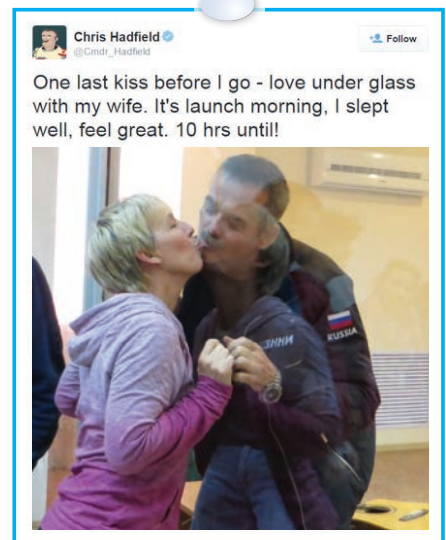 Chris Hadfield
@Cmdr_Hadfield
Follow
One last kiss before I go - love under glass
with my wife. It's launch morning, I slept
well, feel great. 10 hrs until!
RUSSIA